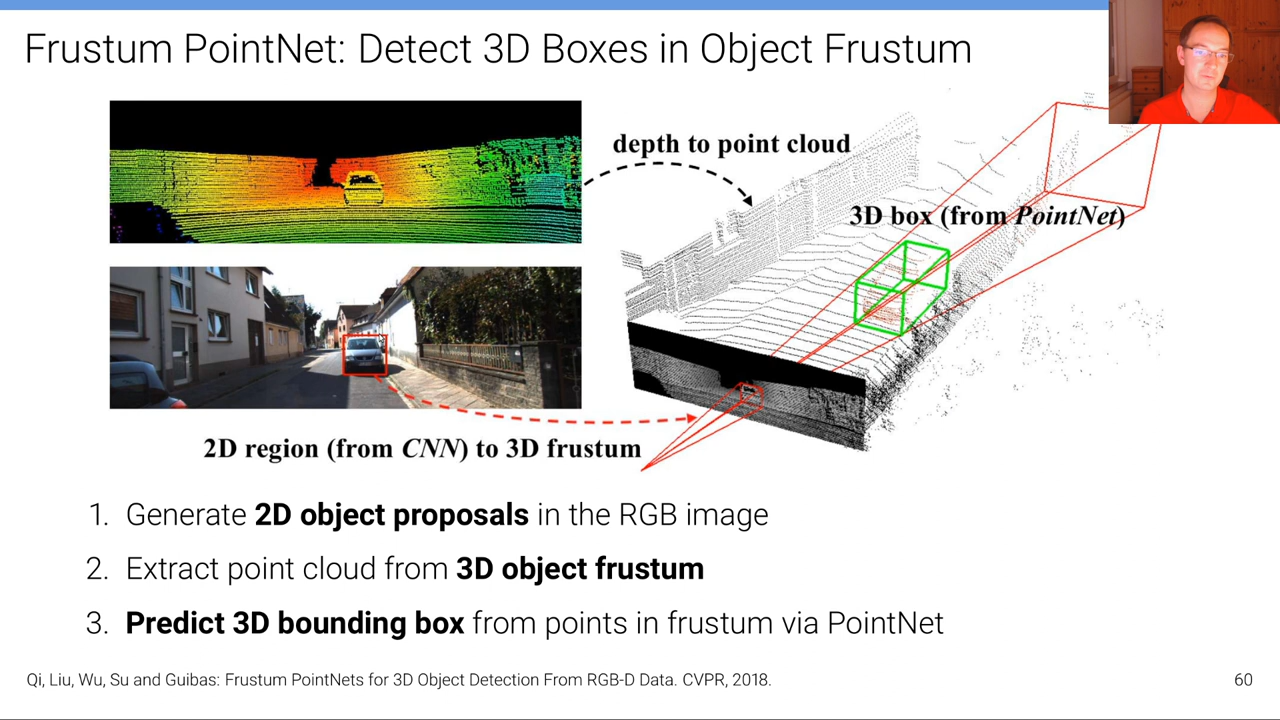 Frustum PointNet: Detect 3D Boxes in Object Frustum
depth to point cloud
3D box (from PointNet)
2D region (from CNN) to 3D frustum
1. Generate 2D object proposals in the RGB image
2. Extract point cloud from 3D object frustum
3. Predict 3D bounding box from points in frustum via PointNet
Qi, Liu, Wu, Su and Guibas: Frustum PointNets for 3D Object Detection From RGB-D Data. CVPR, 2018.
60